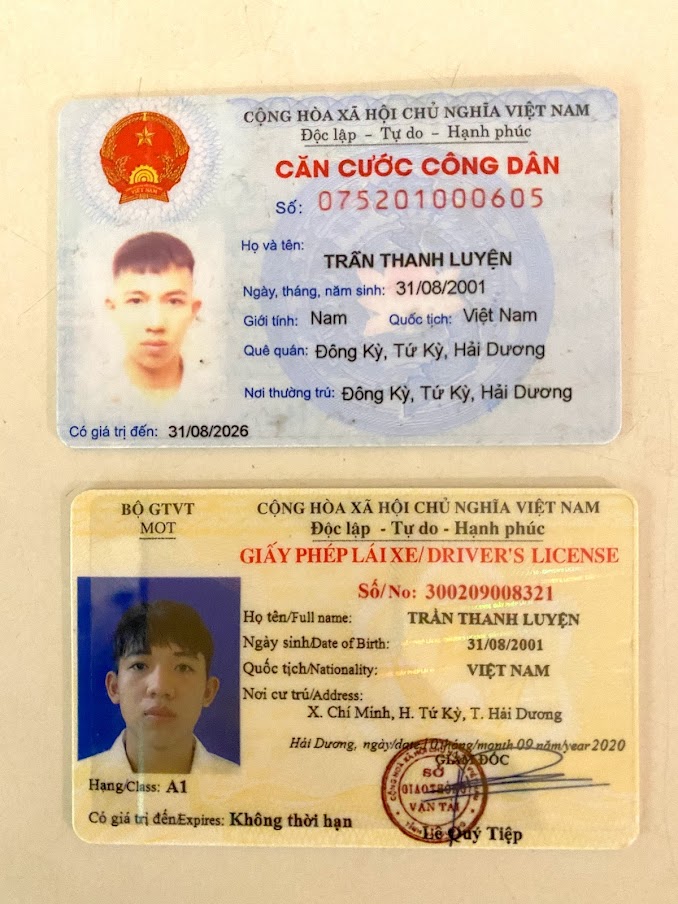 CỘNG HÒA XÃ HỘI CHỦ NGHĨA VIỆT NAM
Độc lập - Tự do - Hạnh phúc
CĂN CƯỚC CÔNG DÂN
Số: 075201000605
Họ và tên:
TRẦN THANH LUYỆN
Ngày, tháng, năm sinh: 31/08/2001
Giới tính: Nam Quốc tịch: Việt Nam
Quê quán: Đông Kỳ, Tứ Kỳ, Hải Dương
Nơi thường trú: Đông Kỳ, Tứ Kỳ, Hải Dương
Có giá trị đến: 31/08/2026
BỘ GTVT
MOT
CỘNG HÒA XÃ HỘI CHỦ NGHĨA VIỆT NAM
Độc lập - Tự do - Hạnh phúc
GIẤY PHÉP LÁI XE/DRIVER'S LICENSE
Số/No: 300209008321
Họ tên/Full name: TRẦN THANH LUYỆN
Ngày sinh/Date of Birth: 31/08/2001
Quốc tịch/Nationality: VIỆT NAM
Nơi cư trú/Address:
X. Chí Minh, H. Tứ Kỳ, T. Hải Dương
Hải Dương, ngày/date tháng/month 09 năm/year 2020
GIÁM ĐỐC
SỞ
GIAO THÔNG
VẬN TẢI
Hạng/Class: A1
Có giá trị đến/Expires: Không thời hạn
Lê Quý Tiệp